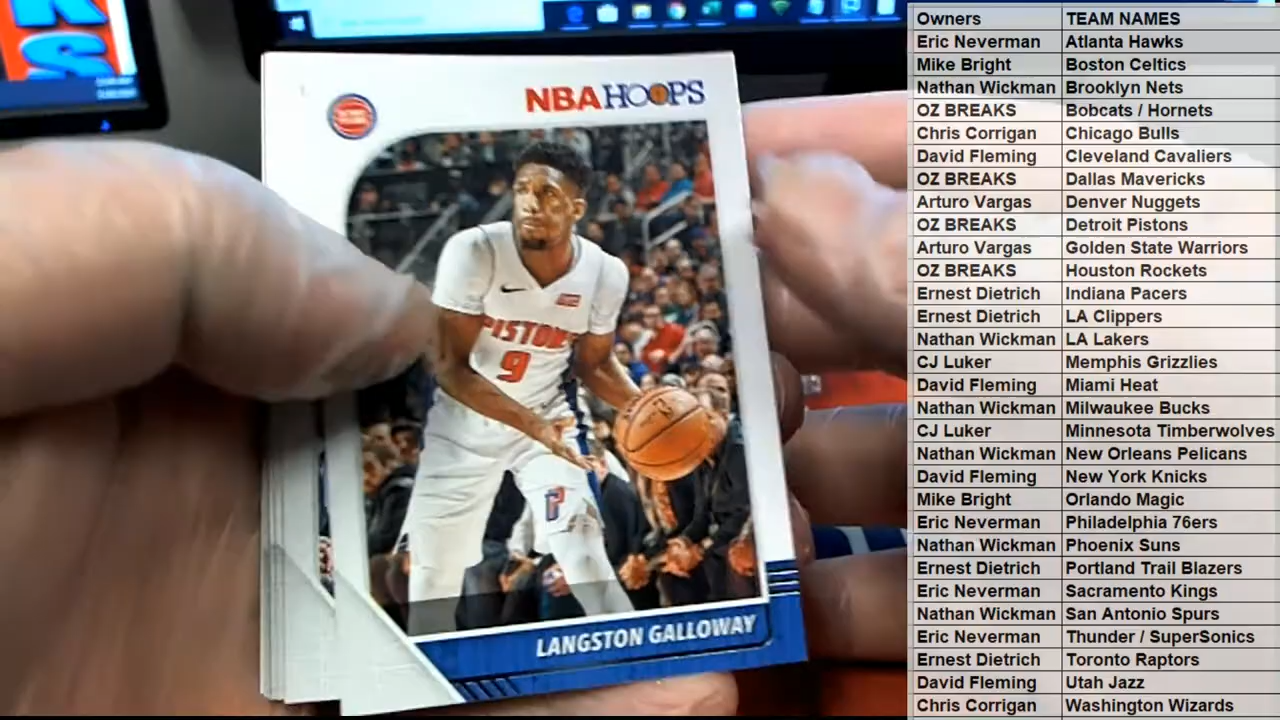 KS
NBA HOOPS
PISTONS
9
LANGSTON GALLOWAY
Owners TEAM NAMES
Eric Neverman Atlanta Hawks
Mike Bright Boston Celtics
Nathan Wickman Brooklyn Nets
OZ BREAKS Bobcats / Hornets
Chris Corrigan Chicago Bulls
David Fleming Cleveland Cavaliers
OZ BREAKS Dallas Mavericks
Arturo Vargas Denver Nuggets
OZ BREAKS Detroit Pistons
Arturo Vargas Golden State Warriors
OZ BREAKS Houston Rockets
Ernest Dietrich Indiana Pacers
Ernest Dietrich LA Clippers
Nathan Wickman LA Lakers
CJ Luker Memphis Grizzlies
David Fleming Miami Heat
Nathan Wickman Milwaukee Bucks
CJ Luker Minnesota Timberwolves
Nathan Wickman New Orleans Pelicans
David Fleming New York Knicks
Mike Bright Orlando Magic
Eric Neverman Philadelphia 76ers
Nathan Wickman Phoenix Suns
Ernest Dietrich Portland Trail Blazers
Eric Neverman Sacramento Kings
Nathan Wickman San Antonio Spurs
Eric Neverman Thunder / SuperSonics
Ernest Dietrich Toronto Raptors
David Fleming Utah Jazz
Chris Corrigan Washington Wizards